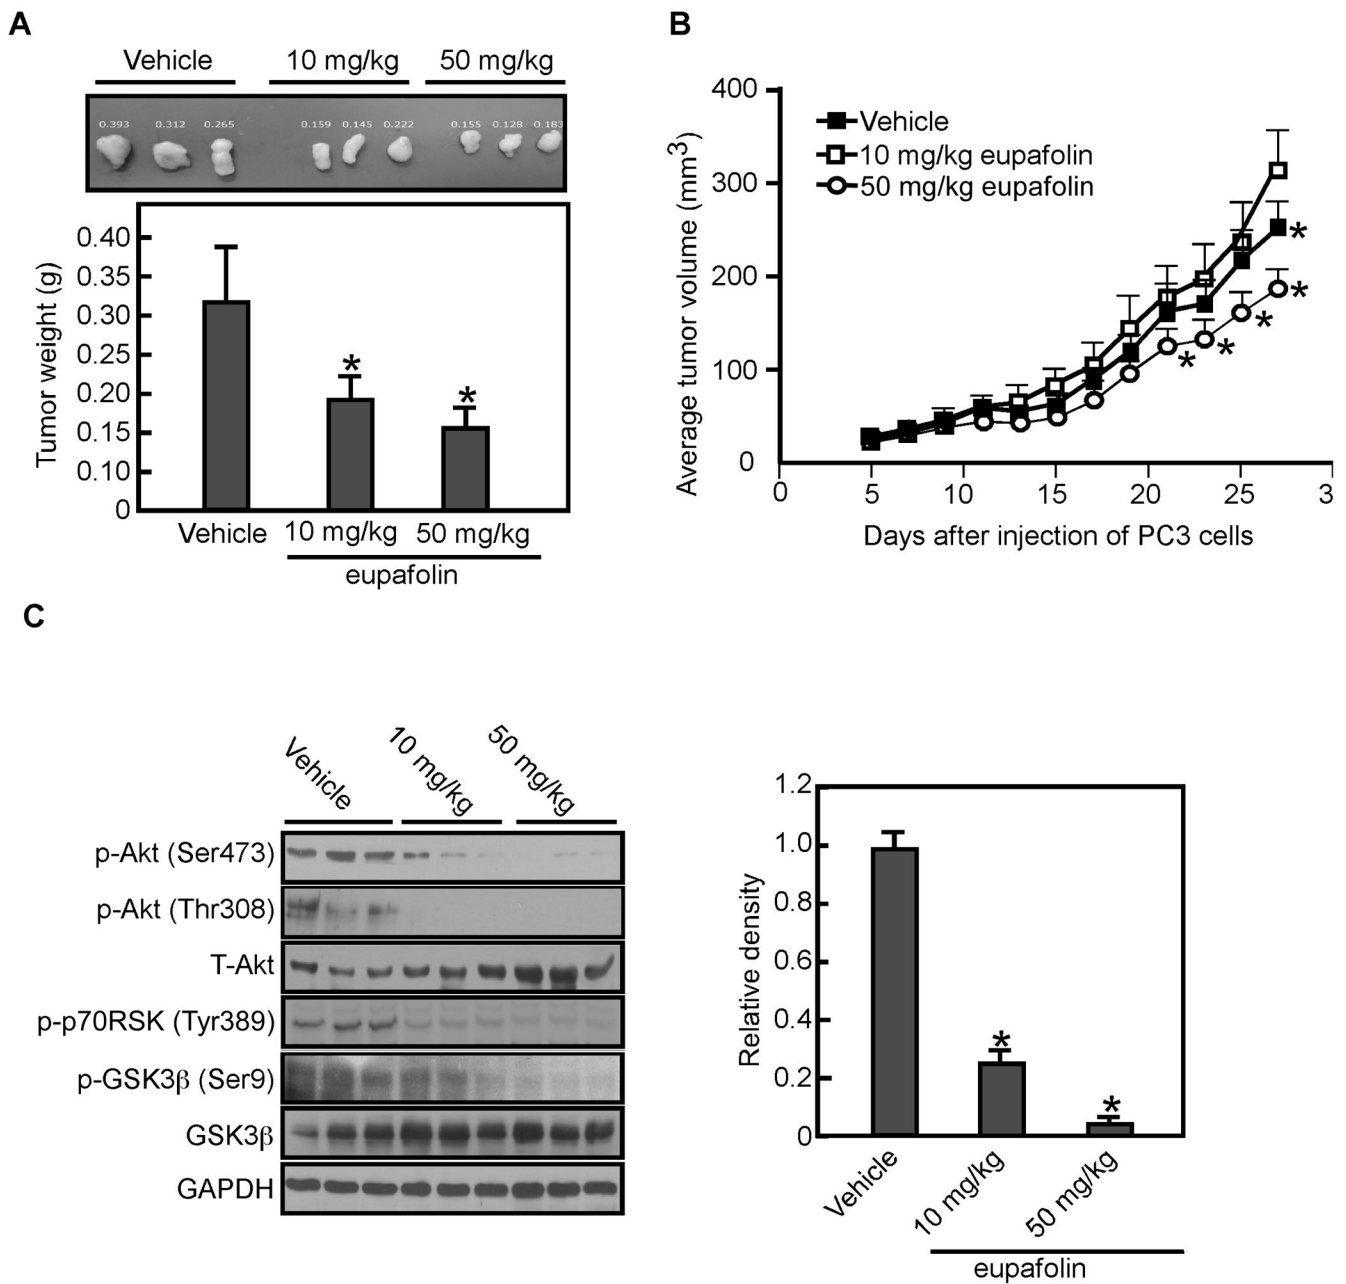 A
Vehicle 10 mg/kg 50 mg/kg
0.393 0.312 0.265 0.159 0.145 0.222 0.155 0.128 0.183
Tumor weight (g)
0.40
0.35
0.30
0.25
0.20
0.15
0.10
0
* *
Vehicle 10 mg/kg 50 mg/kg
eupafolin
B
Average tumor volume (mm3)
400
300
200
100
0
Vehicle
10 mg/kg eupafolin
50 mg/kg eupafolin
* * * * *
0 5 10 15 20 25 3
Days after injection of PC3 cells
C
Vehicle 10 mg/kg 50 mg/kg
p-Akt (Ser473)
p-Akt (Thr308)
T-Akt
p-p70RSK (Tyr389)
p-GSK3β (Ser9)
GSK3β
GAPDH
Relative density
1.2
1.0
0.8
0.6
0.4
0.2
0
* *
Vehicle 10 mg/kg 50 mg/kg
eupafolin